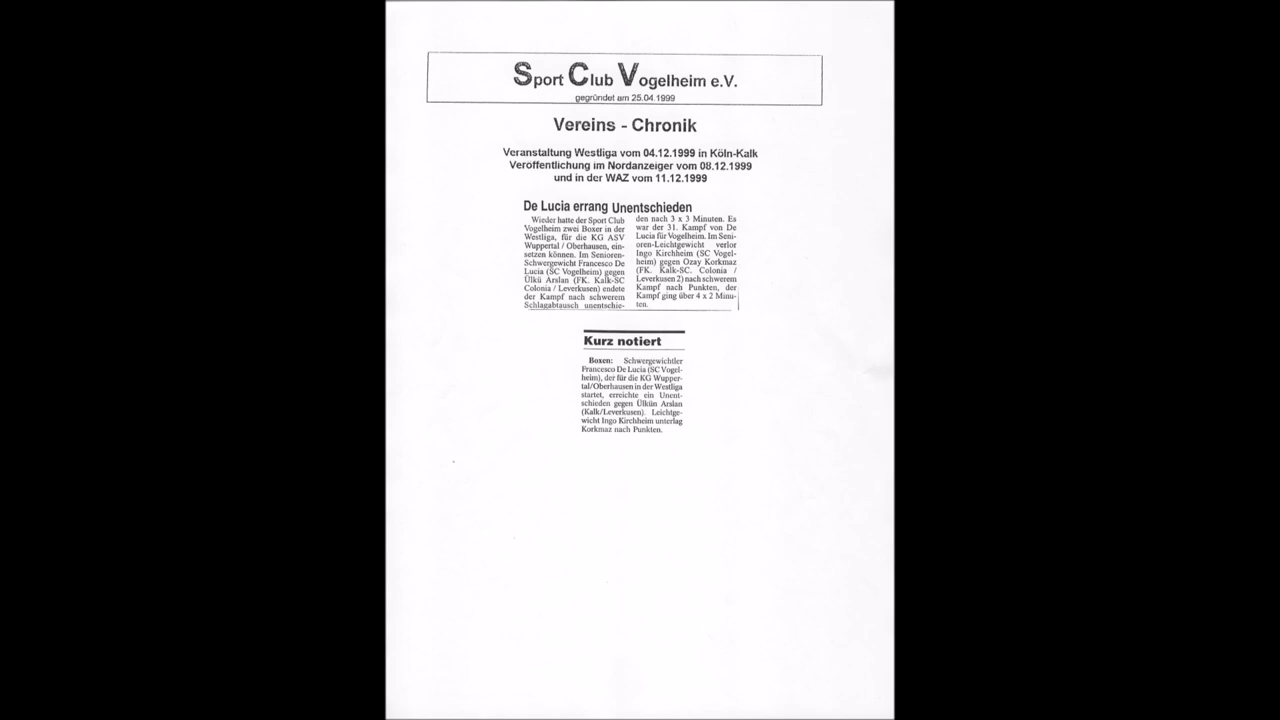 Sport Club Vogelheim e.V.
gegründet am 25.04.1999
Vereins - Chronik
Veranstaltung Westliga vom 04.12.1999 in Köln-Kalk
Veröffentlichung im Nordanzeiger vom 08.12.1999
und in der WAZ vom 11.12.1999
De Lucia errang Unentschieden
Wieder hatte der Sport Club
Vogelheim zwei Boxer in der
Westliga, für die KG ASV
Wuppertal / Oberhausen, ein-
setzen können. Im Senioren-
Schwergewicht Francesco De
Lucia (SC Vogelheim) gegen
Ülkü Arslan (FK. Kalk-SC
Colonia / Leverkusen) endete
der Kampf nach schwerem
Schlagabtausch unentschie-
den nach 3 x 3 Minuten. Es
war der 31. Kampf von De
Lucia für Vogelheim. Im Seni-
oren-Leichtgewicht verlor
Ingo Kirchheim (SC Vogel-
heim) gegen Ozay Korkmaz
(FK. Kalk-SC. Colonia /
Leverkusen 2) nach schwerem
Kampf nach Punkten, der
Kampf ging über 4 x 2 Minu-
ten.
Kurz notiert
Boxen: Schwergewichtler
Francesco De Lucia (SC Vogel-
heim), der für die KG Wupper-
tal/Oberhausen in der Westliga
startet, erreichte ein Unent-
schieden gegen Ülkün Arslan
(Kalk/Leverkusen). Leichtge-
wicht Ingo Kirchheim unterlag
Korkmaz nach Punkten.